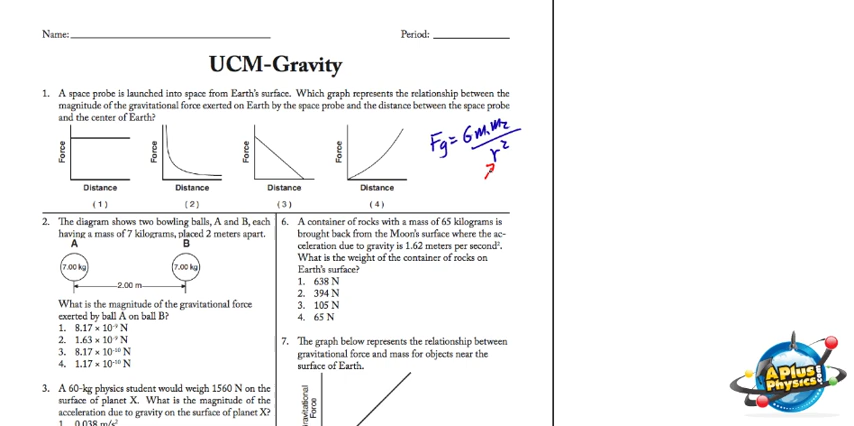 Name:
Period:
UCM-Gravity
1. A space probe is launched into space from Earth's surface. Which graph represents the relationship between the
magnitude of the gravitational force exerted on Earth by the space probe and the distance between the space probe
and the center of Earth?
Force
Distance
(1)
Force
Distance
(2)
Force
Distance
(3)
Force
Distance
(4)
Fg = G m₁ m₂
r²
2. The diagram shows two bowling balls, A and B, each
having a mass of 7 kilograms, placed 2 meters apart.
A
B
7.00 kg
7.00 kg
2.00 m
What is the magnitude of the gravitational force
exerted by ball A on ball B?
1. 8.17 × 10⁻⁹ N
2. 1.63 × 10⁻⁹ N
3. 8.17 × 10⁻¹⁰ N
4. 1.17 × 10⁻¹⁰ N
3. A 60-kg physics student would weigh 1560 N on the
surface of planet X. What is the magnitude of the
acceleration due to gravity on the surface of planet X?
1. 0.038 m/s²
6. A container of rocks with a mass of 65 kilograms is
brought back from the Moon's surface where the ac-
celeration due to gravity is 1.62 meters per second².
What is the weight of the container of rocks on
Earth's surface?
1. 638 N
2. 394 N
3. 105 N
4. 65 N
7. The graph below represents the relationship between
gravitational force and mass for objects near the
surface of Earth.
Gravitational
Force
APlus
Physics.com